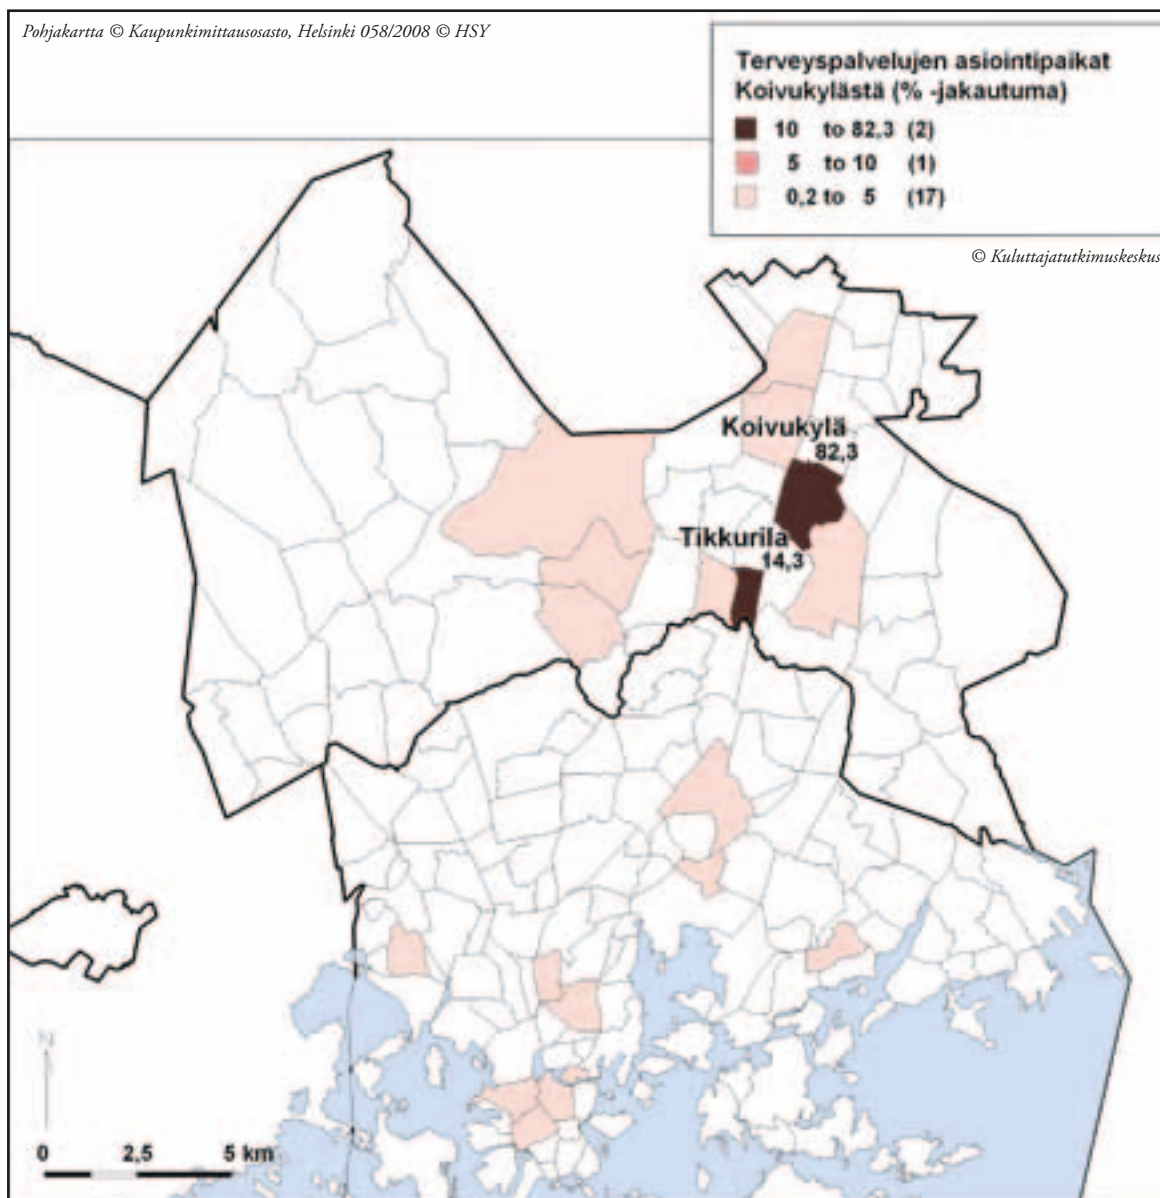 Pohjakartta © Kaupunkimittausosasto, Helsinki 058/2008 © HSY
Terveyspalvelujen asiointipaikat
Koivukylästä (% -jakautuma)
10 to 82,3 (2)
5 to 10 (1)
0,2 to 5 (17)
© Kuluttajatutkimuskeskus
Koivukylä
82,3
Tikkurila
14,3
N
0 2,5 5 km